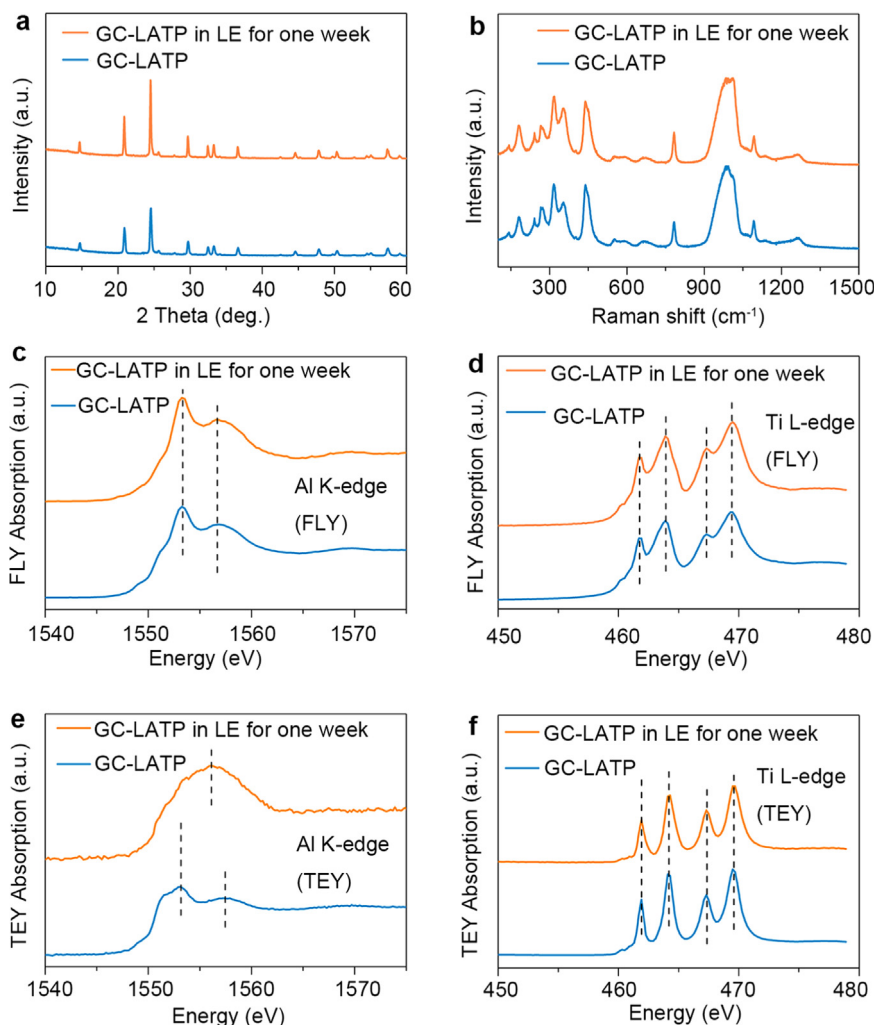 a
GC-LATP in LE for one week
GC-LATP
Intensity (a.u.)
10 20 30 40 50 60
2 Theta (deg.)
b
GC-LATP in LE for one week
GC-LATP
Intensity (a.u.)
300 600 900 1200 1500
Raman shift (cm⁻¹)
c
GC-LATP in LE for one week
GC-LATP
Al K-edge
(FLY)
FLY Absorption (a.u.)
1540 1550 1560 1570
Energy (eV)
d
GC-LATP in LE for one week
GC-LATP
Ti L-edge
(FLY)
FLY Absorption (a.u.)
450 460 470 480
Energy (eV)
e
GC-LATP in LE for one week
GC-LATP
Al K-edge
(TEY)
TEY Absorption (a.u.)
1540 1550 1560 1570
Energy (eV)
f
GC-LATP in LE for one week
GC-LATP
Ti L-edge
(TEY)
TEY Absorption (a.u.)
450 460 470 480
Energy (eV)